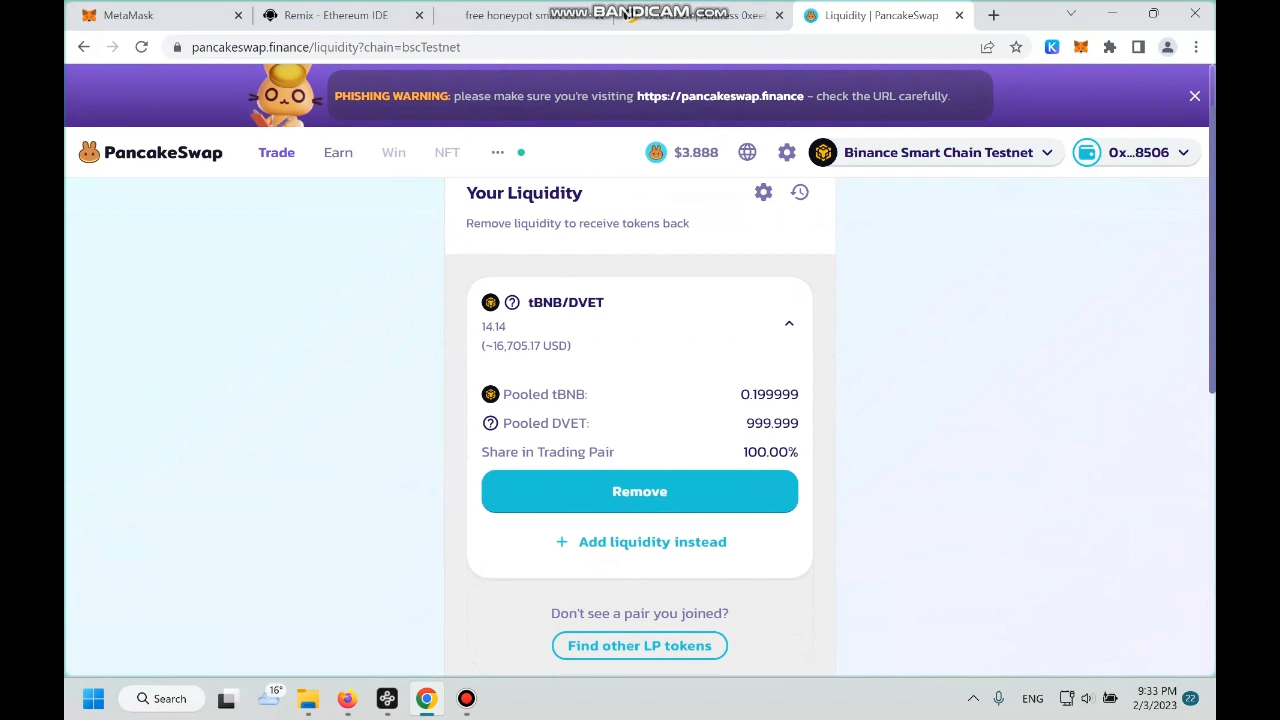 www.BANDICAM.com
MetaMask
Remix - Ethereum IDE
free honeypot sm
ess 0xeel
Liquidity | PancakeSwap
pancakeswap.finance/liquidity?chain=bscTestnet
PHISHING WARNING: please make sure you're visiting https://pancakeswap.finance - check the URL carefully.
PancakeSwap
Trade
Earn
Win
NFT
$3.888
Binance Smart Chain Testnet
0x...8506
Your Liquidity
Remove liquidity to receive tokens back
tBNB/DVET
14.14
(~16,705.17 USD)
Pooled tBNB: 0.199999
Pooled DVET: 999.999
Share in Trading Pair 100.00%
Remove
+ Add liquidity instead
Don't see a pair you joined?
Find other LP tokens
16°
Search
ENG
9:33 PM
2/3/2023
22